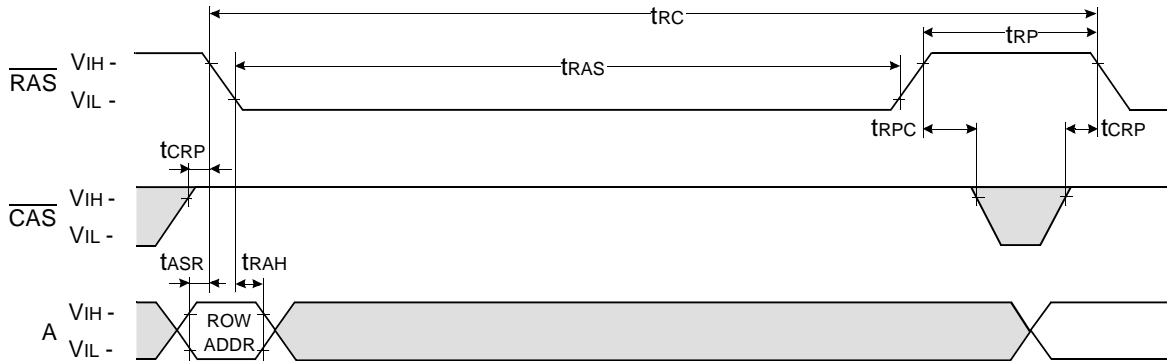 tRC
tRP
RAS VIH -
VIL -
tRAS
tRPC
tCRP
tCRP
CAS VIH -
VIL -
tASR
tRAH
A VIH -
VIL -
ROW
ADDR